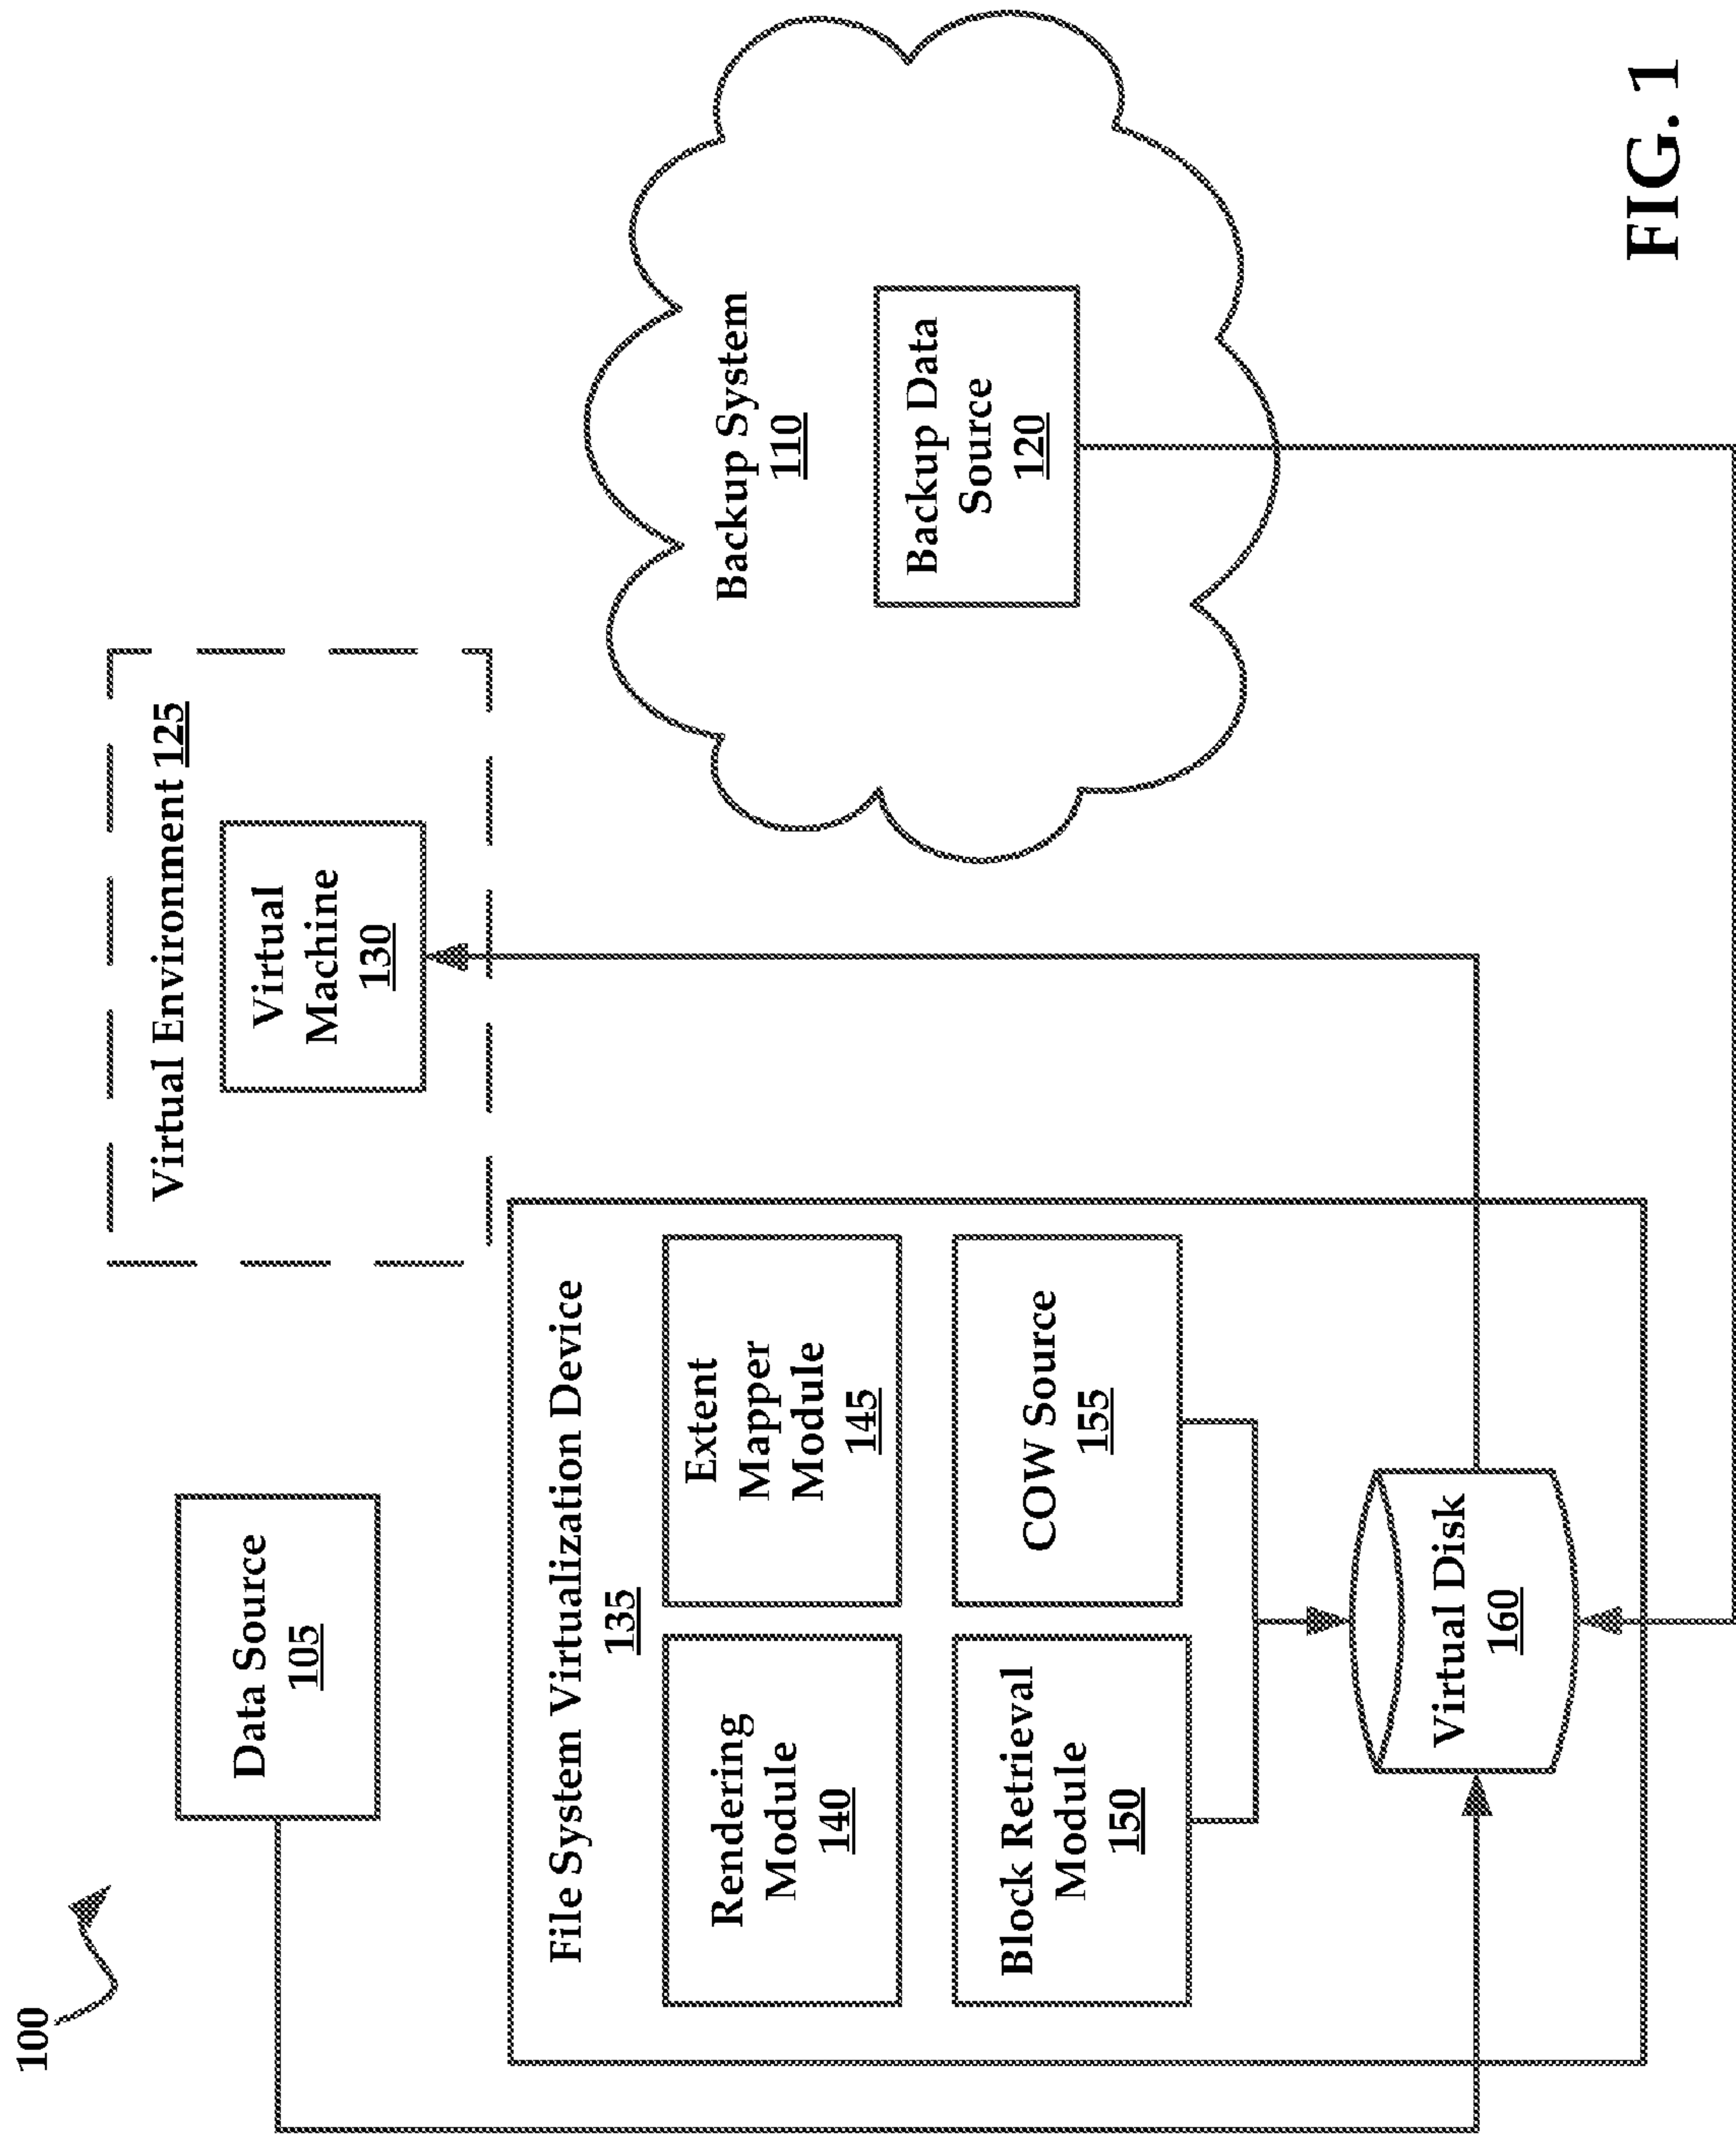 100
Data Source
105
Virtual Environment 125
Virtual
Machine
130
File System Virtualization Device
135
Rendering
Module
140
Extent
Mapper
Module
145
Block Retrieval
Module
150
COW Source
155
Virtual Disk
160
Backup System
110
Backup Data
Source
120
FIG. 1